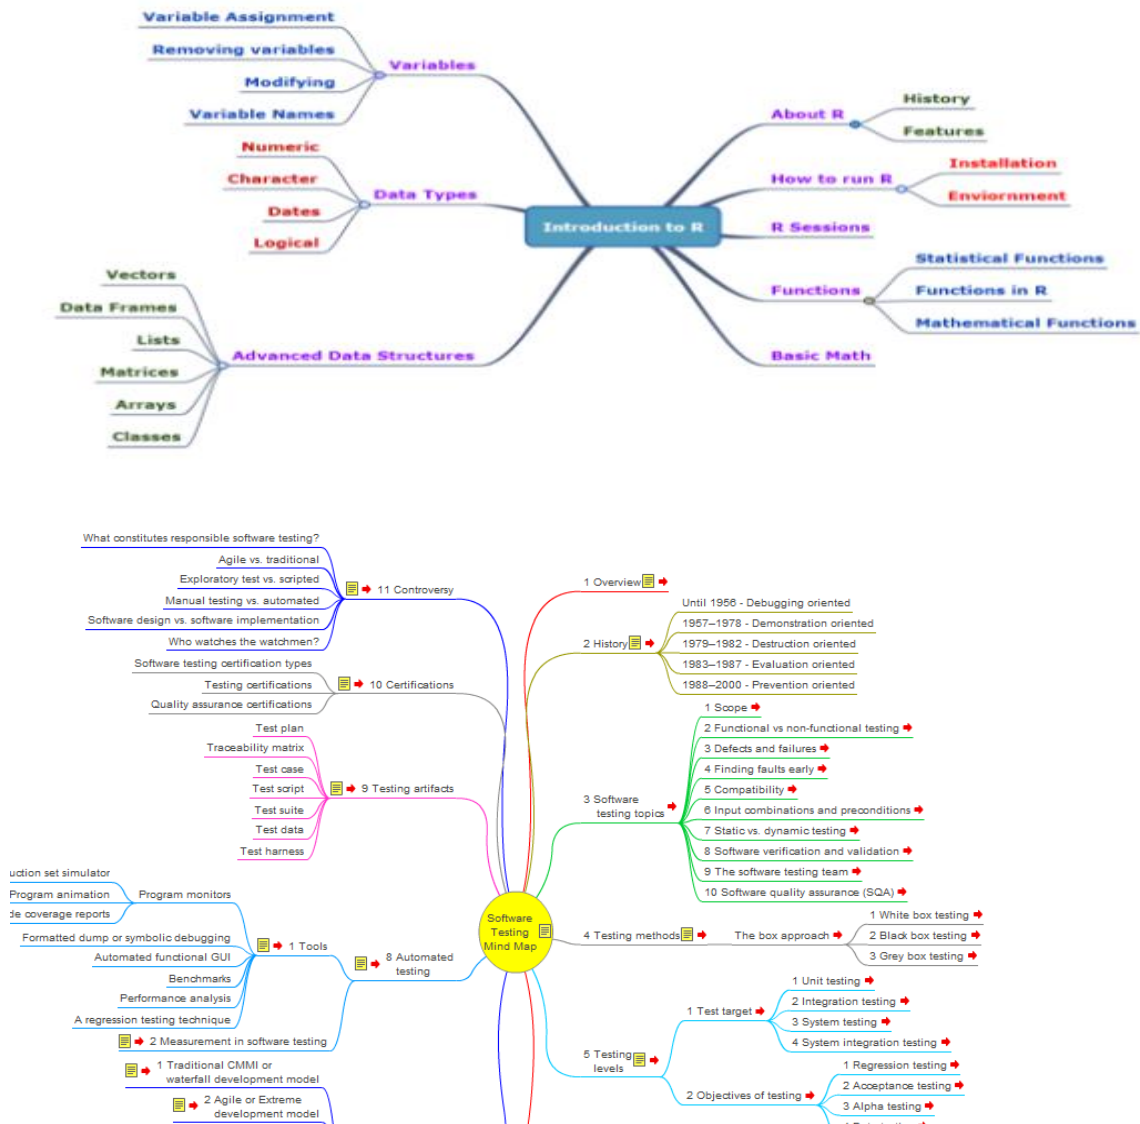 Variable Assignment
Removing variables
Modifying
Variable Names
Variables
Numeric
Character
Dates
Logical
Data Types
Vectors
Data Frames
Lists
Matrices
Arrays
Classes
Advanced Data Structures
Introduction to R
About R
History
Features
How to run R
Installation
Enviornment
R Sessions
Functions
Statistical Functions
Functions in R
Mathematical Functions
Basic Math
What constitutes responsible software testing?
Agile vs. traditional
Exploratory test vs. scripted
Manual testing vs. automated
Software design vs. software implementation
Who watches the watchmen?
11 Controversy
Software testing certification types
Testing certifications
Quality assurance certifications
10 Certifications
Test plan
Traceability matrix
Test case
Test script
Test suite
Test data
Test harness
9 Testing artifacts
uction set simulator
Program animation
de coverage reports
Program monitors
Formatted dump or symbolic debugging
Automated functional GUI
Benchmarks
Performance analysis
A regression testing technique
1 Tools
2 Measurement in software testing
8 Automated
testing
1 Traditional CMMI or
waterfall development model
2 Agile or Extreme
development model
Software
Testing
Mind Map
1 Overview
2 History
Until 1956 - Debugging oriented
1957–1978 - Demonstration oriented
1979–1982 - Destruction oriented
1983–1987 - Evaluation oriented
1988–2000 - Prevention oriented
3 Software
testing topics
1 Scope
2 Functional vs non-functional testing
3 Defects and failures
4 Finding faults early
5 Compatibility
6 Input combinations and preconditions
7 Static vs. dynamic testing
8 Software verification and validation
9 The software testing team
10 Software quality assurance (SQA)
4 Testing methods
The box approach
1 White box testing
2 Black box testing
3 Grey box testing
5 Testing
levels
1 Test target
1 Unit testing
2 Integration testing
3 System testing
4 System integration testing
2 Objectives of testing
1 Regression testing
2 Acceptance testing
3 Alpha testing